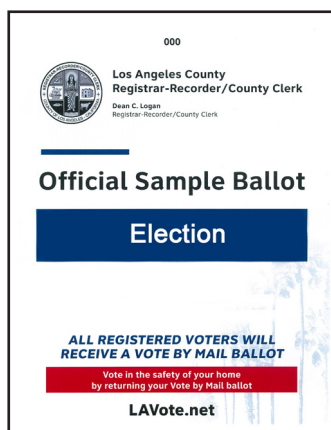 000
Los Angeles County
Registrar-Recorder/County Clerk
Dean C. Logan
Registrar-Recorder/County Clerk
Official Sample Ballot
Election
ALL REGISTERED VOTERS WILL
RECEIVE A VOTE BY MAIL BALLOT
Vote in the safety of your home
by returning your Vote by Mail ballot
LAVote.net